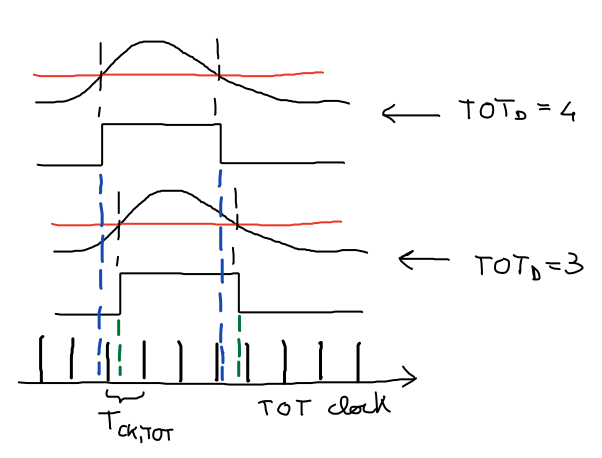 TOT_D = 4
TOT_D = 3
T_CK,TOT
TOT clock